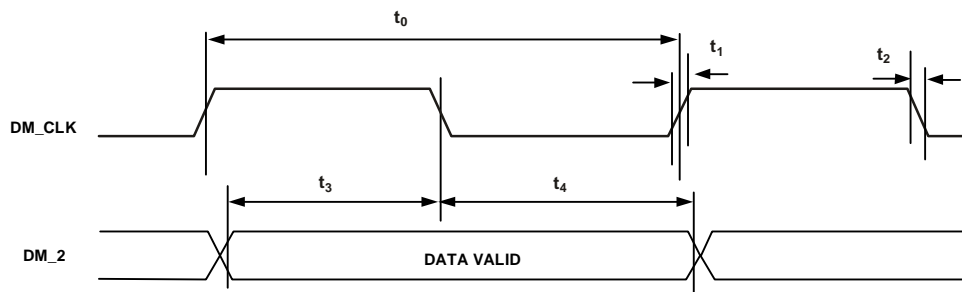 t0
t1
t2
DM_CLK
t3
t4
DM_2
DATA VALID